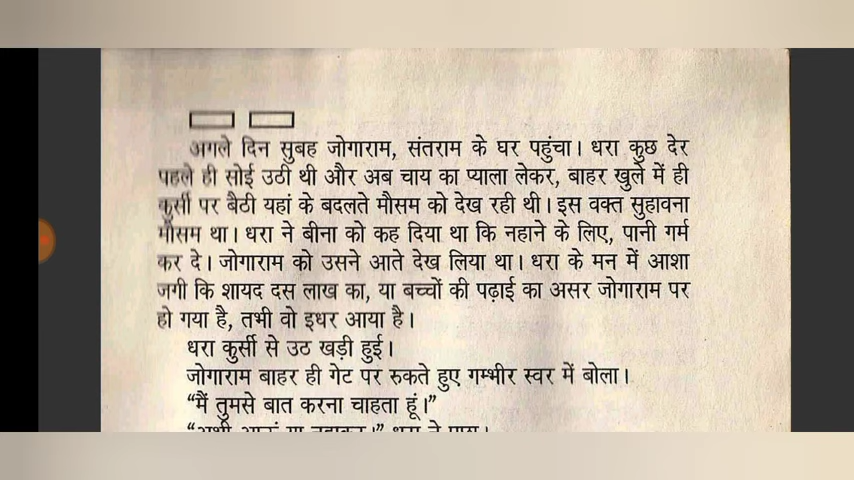 अगले दिन सुबह जोगाराम, संतराम के घर पहुंचा। धरा कुछ देर
पहले ही सोई उठी थी और अब चाय का प्याला लेकर, बाहर खुले में ही
कुर्सी पर बैठी यहां के बदलते मौसम को देख रही थी। इस वक्त सुहावना
मौसम था। धरा ने बीना को कह दिया था कि नहाने के लिए, पानी गर्म
कर दे। जोगाराम को उसने आते देख लिया था। धरा के मन में आशा
जगी कि शायद दस लाख का, या बच्चों की पढ़ाई का असर जोगाराम पर
हो गया है, तभी वो इधर आया है।
धरा कुर्सी से उठ खड़ी हुई।
जोगाराम बाहर ही गेट पर रुकते हुए गम्भीर स्वर में बोला।
“मैं तुमसे बात करना चाहता हूं।”